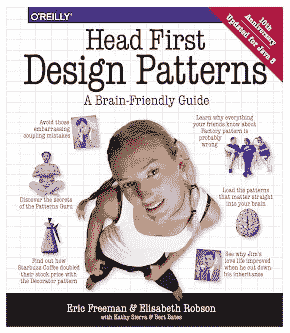 O'REILLY®
10th
Anniversary
Updated for Java 8
Head First
Design Patterns
A Brain-Friendly Guide
Avoid those
embarrassing
coupling mistakes
Learn why everything
your friends know about
Factory pattern is
probably
wrong
Discover the secrets
of the Patterns Guru
Load the patterns
that matter straight
into your brain
Find out how
Starbuzz Coffee doubled
their stock price with
the Decorator pattern
See why Jim's
love life improved
when he cut down
his inheritance
Eric Freeman & Elisabeth Robson
with Kathy Sierra & Bert Bates